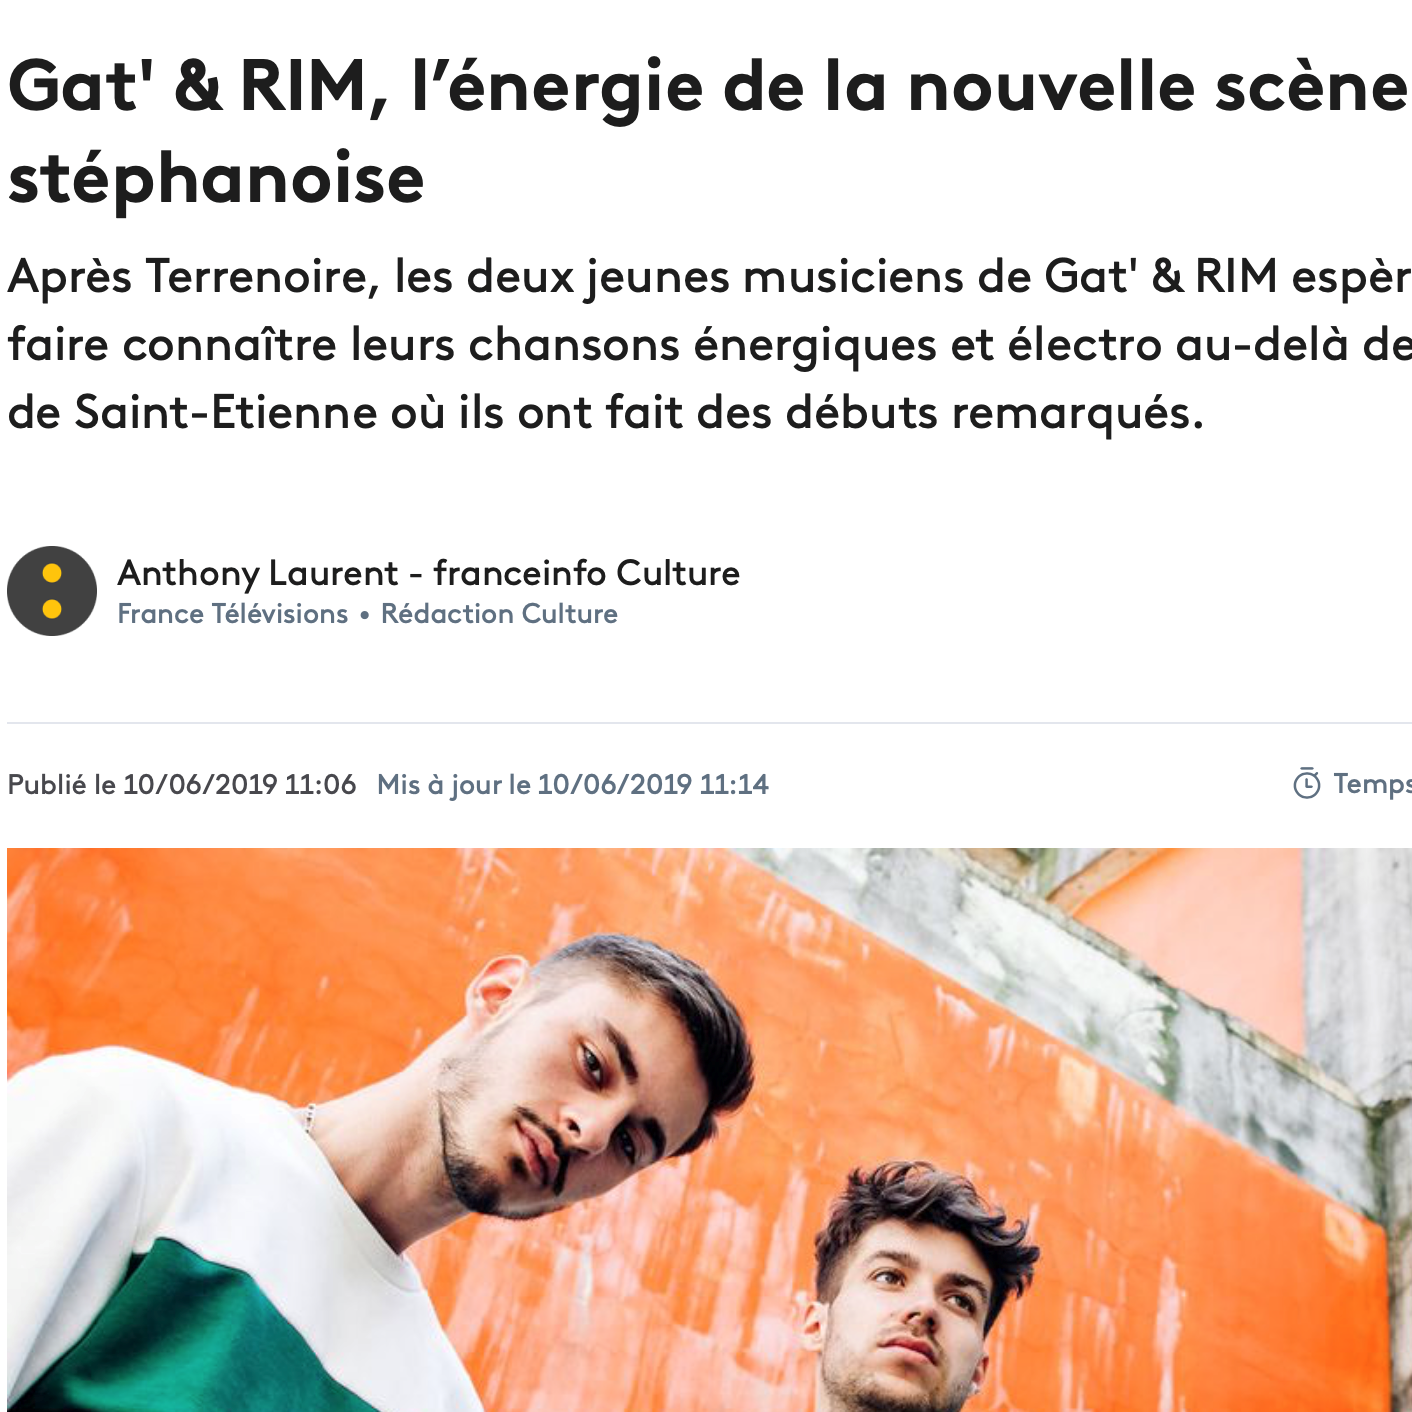 Gat' & RIM, l’énergie de la nouvelle scène
stéphanoise
Après Terrenoire, les deux jeunes musiciens de Gat' & RIM espèr
faire connaître leurs chansons énergiques et électro au-delà de
de Saint-Etienne où ils ont fait des débuts remarqués.
Anthony Laurent - franceinfo Culture
France Télévisions • Rédaction Culture
Publié le 10/06/2019 11:06 Mis à jour le 10/06/2019 11:14 Temps